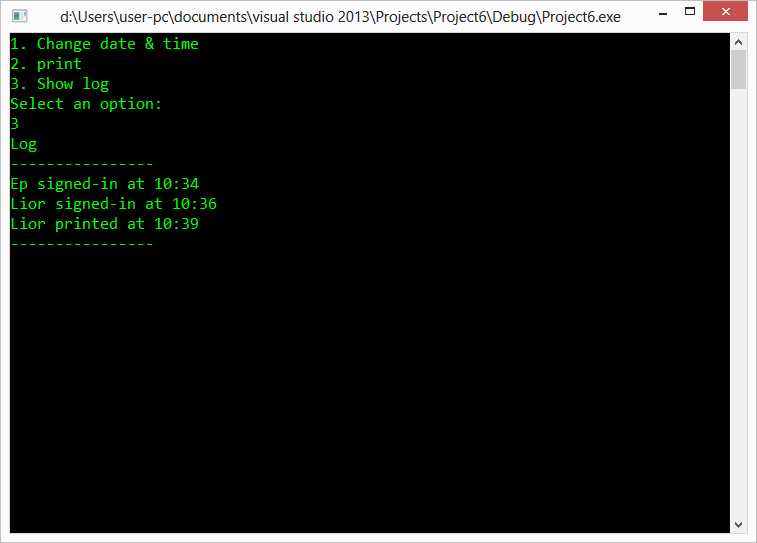 d:\Users\user-pc\documents\visual studio 2013\Projects\Project6\Debug\Project6.exe
1. Change date & time
2. print
3. Show log
Select an option:
3
Log
----------------
Ep signed-in at 10:34
Lior signed-in at 10:36
Lior printed at 10:39
----------------